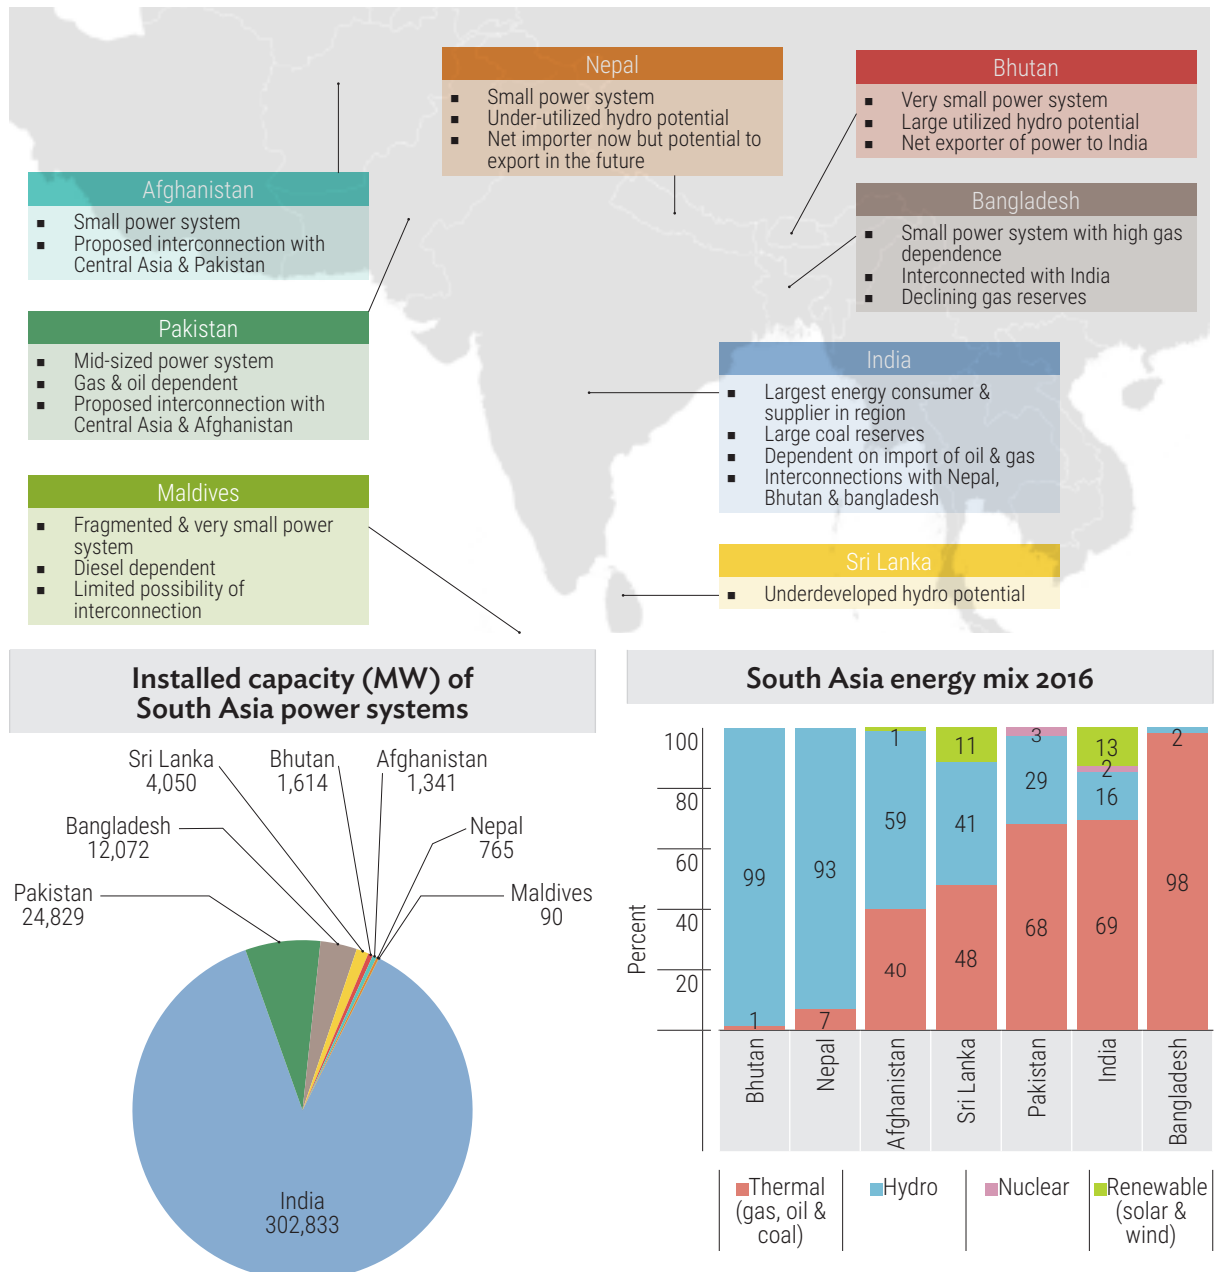 Nepal
Small power system
Under-utilized hydro potential
Net importer now but potential to
export in the future
Bhutan
Very small power system
Large utilized hydro potential
Net exporter of power to India
Afghanistan
Small power system
Proposed interconnection with
Central Asia & Pakistan
Bangladesh
Small power system with high gas
dependence
Interconnected with India
Declining gas reserves
Pakistan
Mid-sized power system
Gas & oil dependent
Proposed interconnection with
Central Asia & Afghanistan
India
Largest energy consumer &
supplier in region
Large coal reserves
Dependent on import of oil & gas
Interconnections with Nepal,
Bhutan & bangladesh
Maldives
Fragmented & very small power
system
Diesel dependent
Limited possibility of
interconnection
Sri Lanka
Underdeveloped hydro potential
Installed capacity (MW) of
South Asia power systems
Sri Lanka
4,050
Bhutan
1,614
Afghanistan
1,341
Bangladesh
12,072
Nepal
765
Pakistan
24,829
Maldives
90
India
302,833
South Asia energy mix 2016
Percent
100
80
60
40
20
99
1
93
7
1
59
40
11
41
48
3
29
68
13
2
16
69
2
98
Bhutan
Nepal
Afghanistan
Sri Lanka
Pakistan
India
Bangladesh
Thermal
(gas, oil &
coal)
Hydro
Nuclear
Renewable
(solar &
wind)